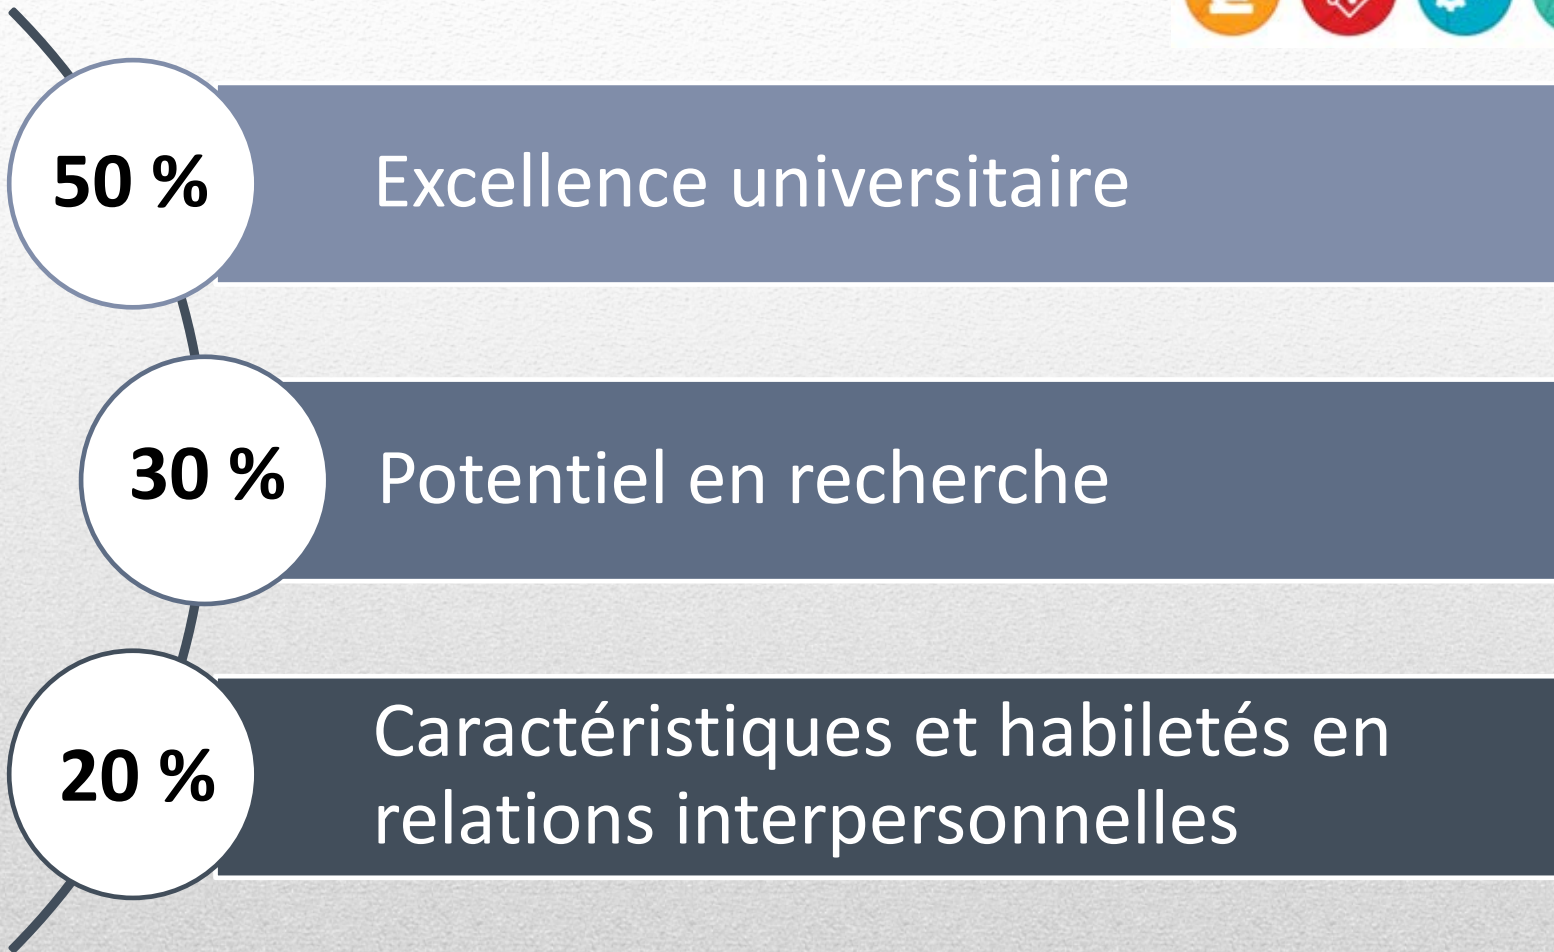 50 %
Excellence universitaire
30 %
Potentiel en recherche
20 %
Caractéristiques et habiletés en
relations interpersonnelles